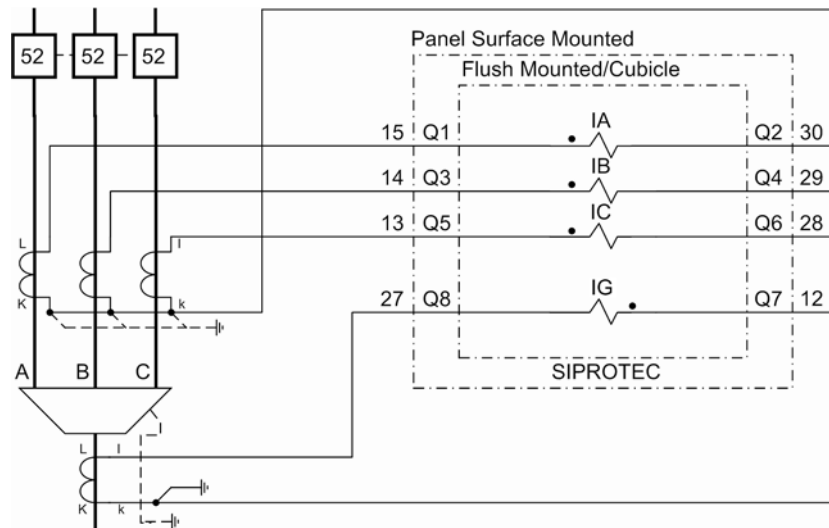 52 52 52
Panel Surface Mounted
Flush Mounted/Cubicle
IA
15 Q1 Q2 30
IB
14 Q3 Q4 29
IC
13 Q5 Q6 28
L l
K k
IG
27 Q8 Q7 12
A B C
SIPROTEC
L l
K k